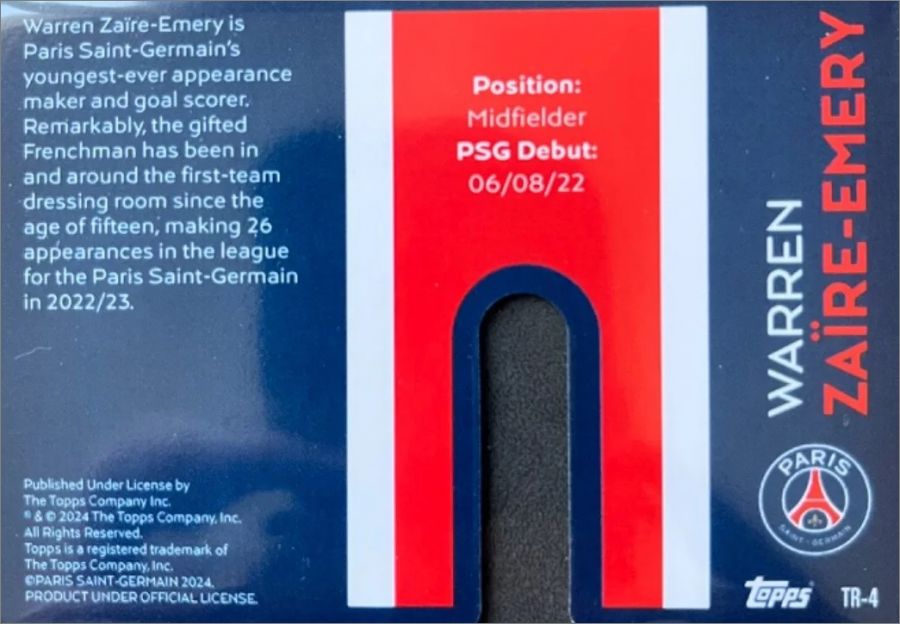 Warren Zaïre-Emery is
Paris Saint-Germain's
youngest-ever appearance
maker and goal scorer.
Remarkably, the gifted
Frenchman has been in
and around the first-team
dressing room since the
age of fifteen, making 26
appearances in the league
for the Paris Saint-Germain
in 2022/23.
Published Under License by
The Topps Company Inc.
® & © 2024 The Topps Company, Inc.
All Rights Reserved.
Topps is a registered trademark of
The Topps Company, Inc.
©PARIS SAINT-GERMAIN 2024.
PRODUCT UNDER OFFICIAL LICENSE.
Position:
Midfielder
PSG Debut:
06/08/22
WARREN
ZAÏRE-EMERY
PARIS
SAINT-GERMAIN
Topps
TR-4